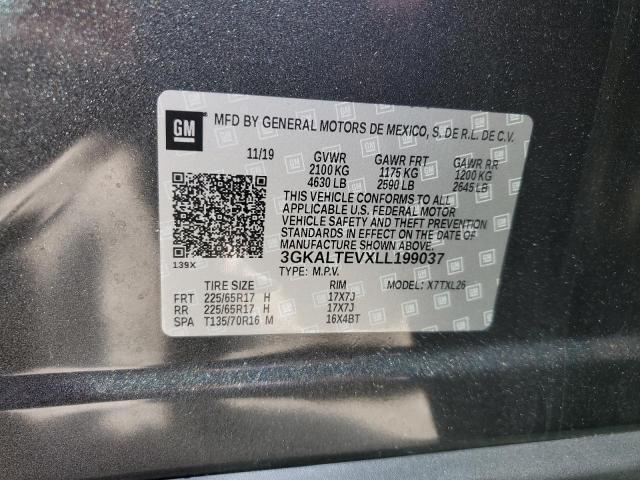 GM MFD BY GENERAL MOTORS DE MEXICO, S. DE R.L. DE C.V.
11/19 GVWR GAWR FRT GAWR RR
2100 KG 1175 KG 1200 KG
4630 LB 2590 LB 2645 LB
THIS VEHICLE CONFORMS TO ALL
APPLICABLE U.S. FEDERAL MOTOR
VEHICLE SAFETY AND THEFT PREVENTION
STANDARDS IN EFFECT ON THE DATE OF
MANUFACTURE SHOWN ABOVE.
139X 3GKALTEVXLL199037
TYPE: M.P.V. MODEL: X7TXL26
TIRE SIZE RIM
FRT 225/65R17 H 17X7J
RR 225/65R17 H 17X7J
SPA T135/70R16 M 16X4BT